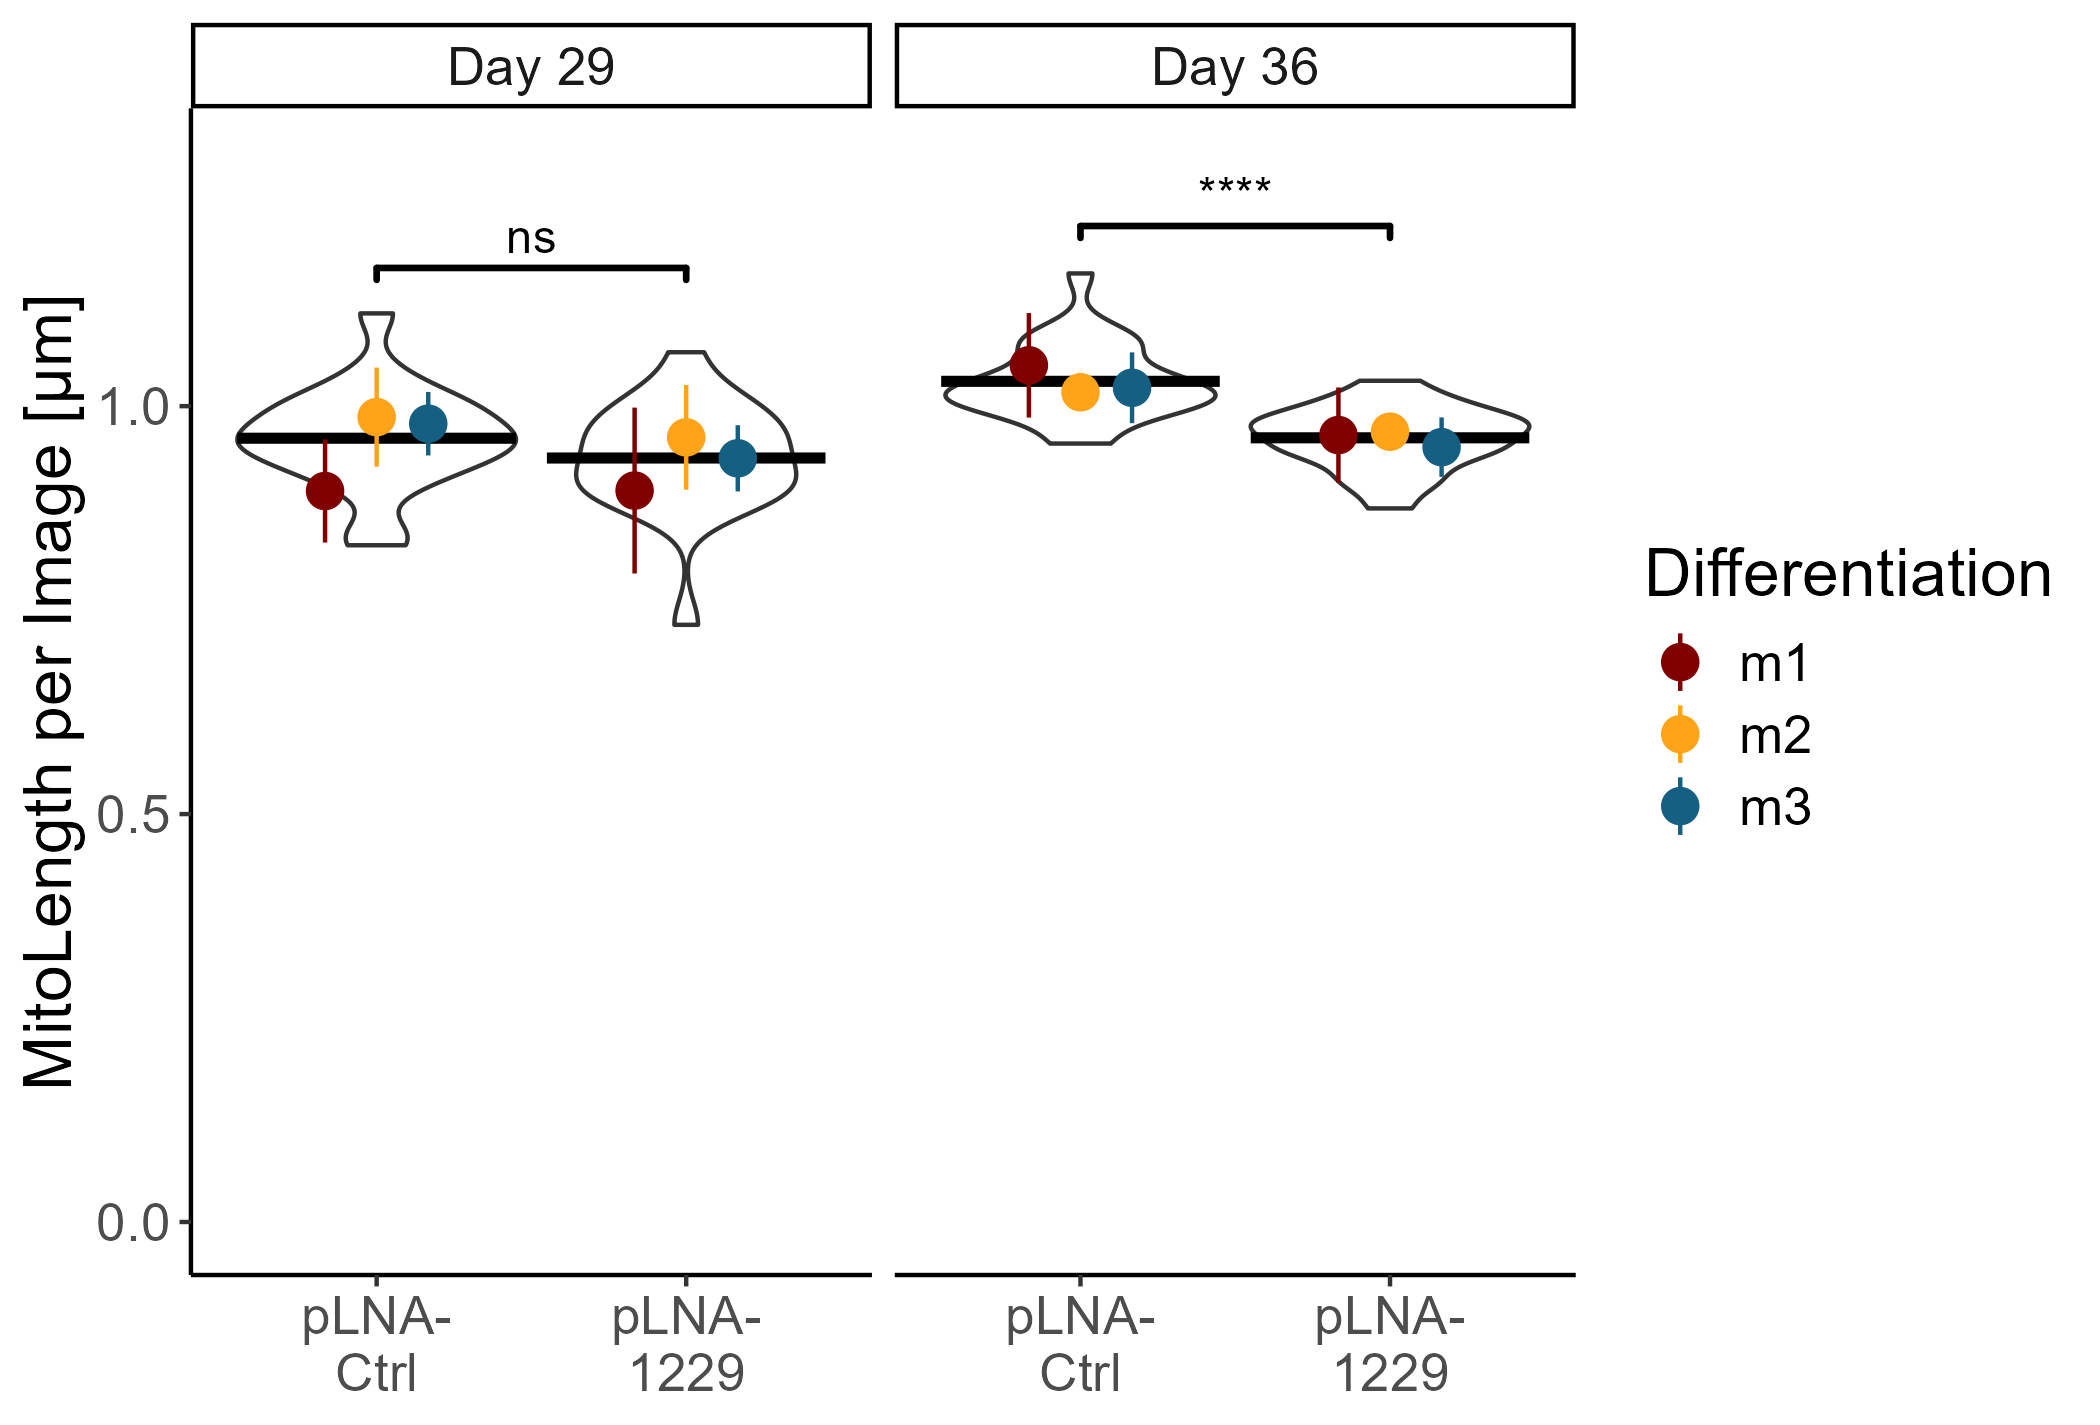 Day 29
Day 36
ns
****
MitoLength per Image [µm]
1.0
0.5
0.0
pLNA-
Ctrl
pLNA-
1229
pLNA-
Ctrl
pLNA-
1229
Differentiation
m1
m2
m3